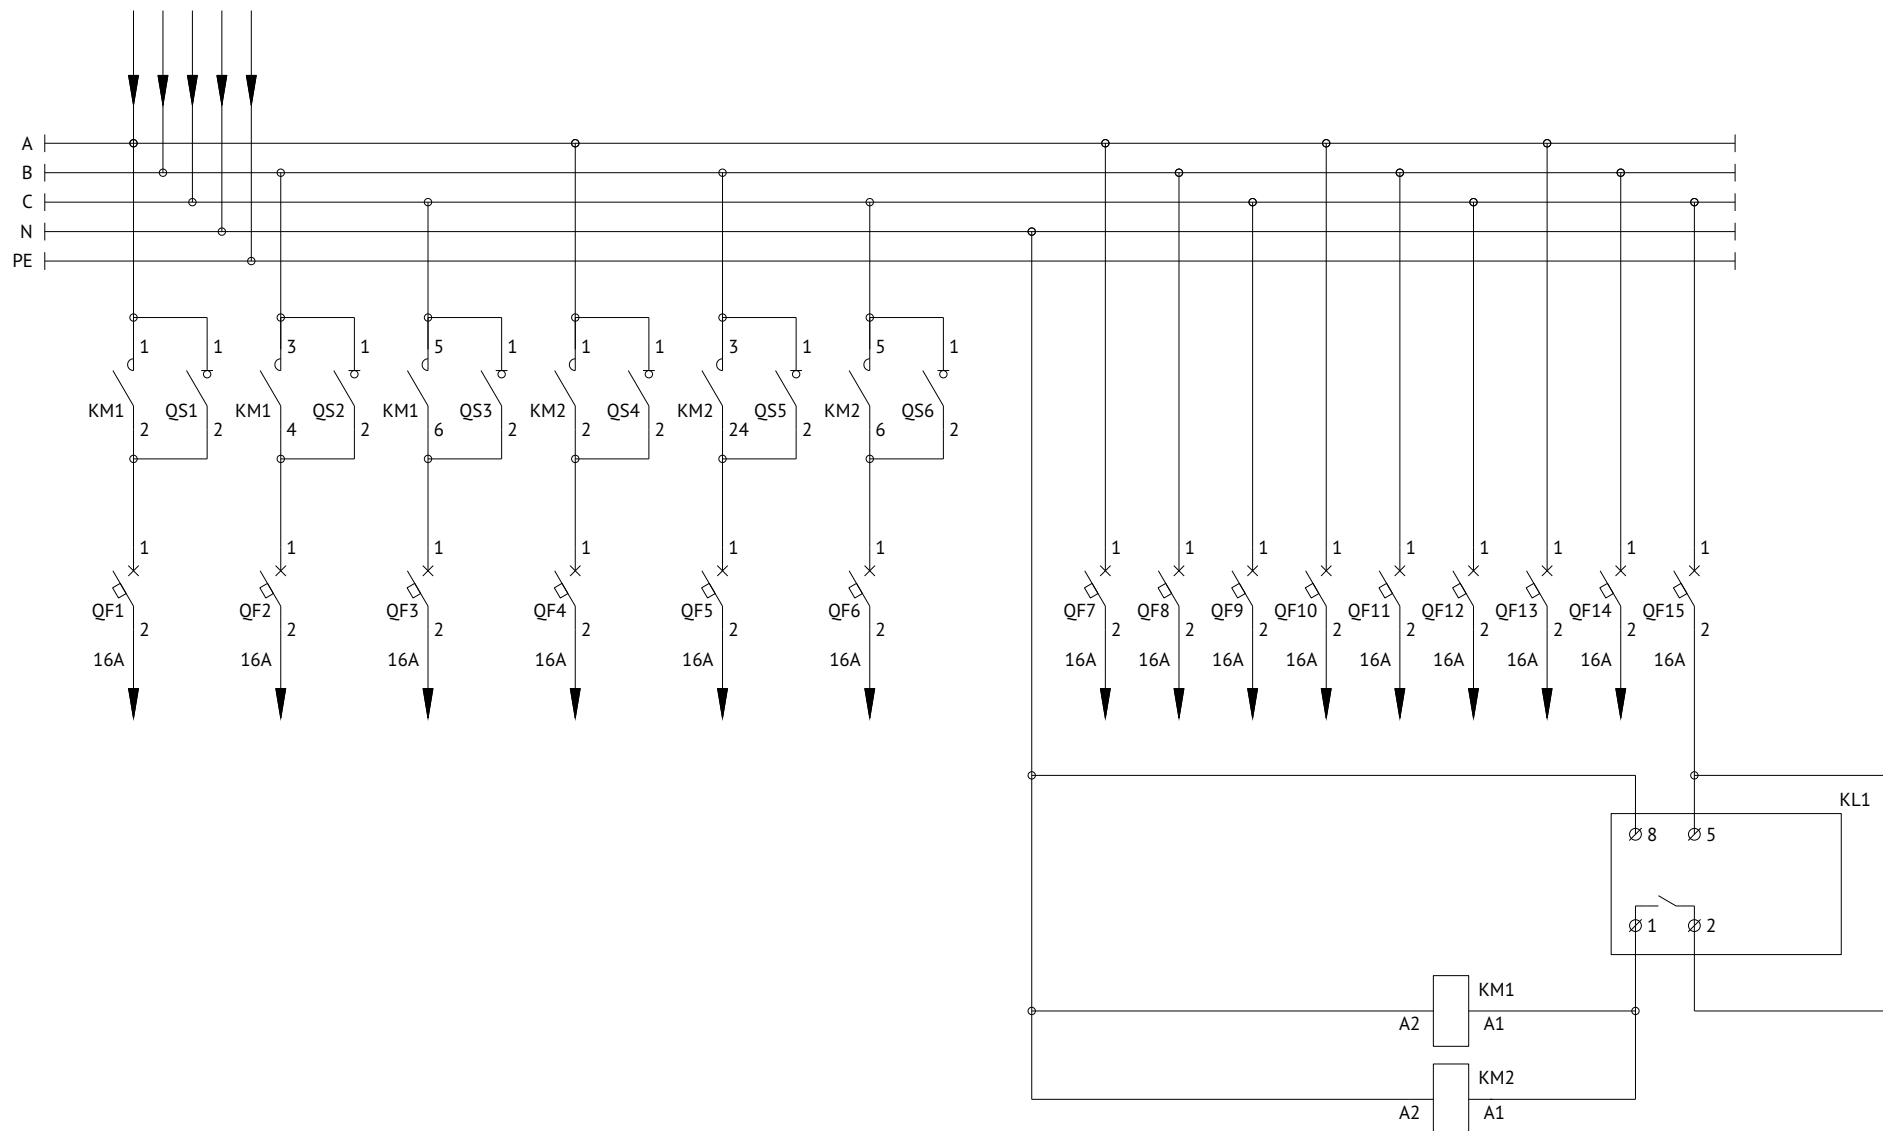 A
B
C
N
PE
1 1 3 1 5 1 1 1 3 1 5 1
KM1 QS1 KM1 QS2 KM1 QS3 KM2 QS4 KM2 QS5 KM2 QS6
2 2 4 2 6 2 2 2 24 2 6 2
1 1 1 1 1 1 1 1 1 1 1 1 1 1 1
QF1 QF2 QF3 QF4 QF5 QF6 QF7 QF8 QF9 QF10 QF11 QF12 QF13 QF14 QF15
2 2 2 2 2 2 2 2 2 2 2 2 2 2 2
16A 16A 16A 16A 16A 16A 16A 16A 16A 16A 16A 16A 16A 16A 16A
KL1
8 5
1 2
KM1
A2 A1
KM2
A2 A1